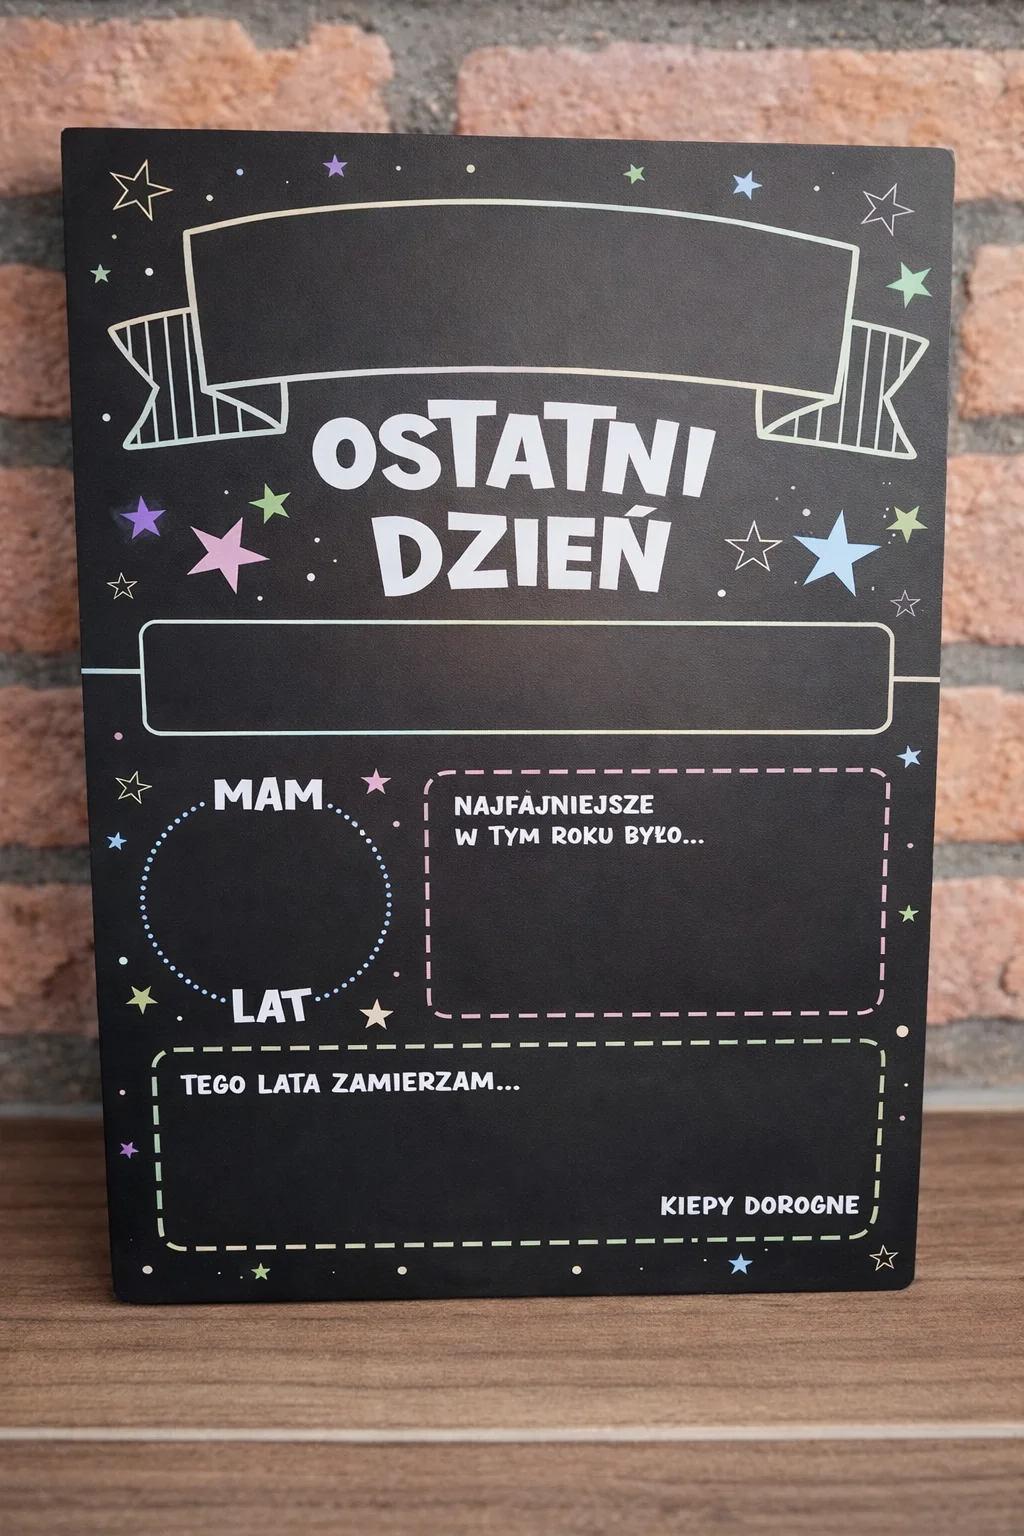 OSTATNI
DZIEŃ
MAM
LAT
NAJFAJNIEJSZE
W TYM ROKU BYŁO...
TEGO LATA ZAMIERZAM...
KIEPY DOROGNE